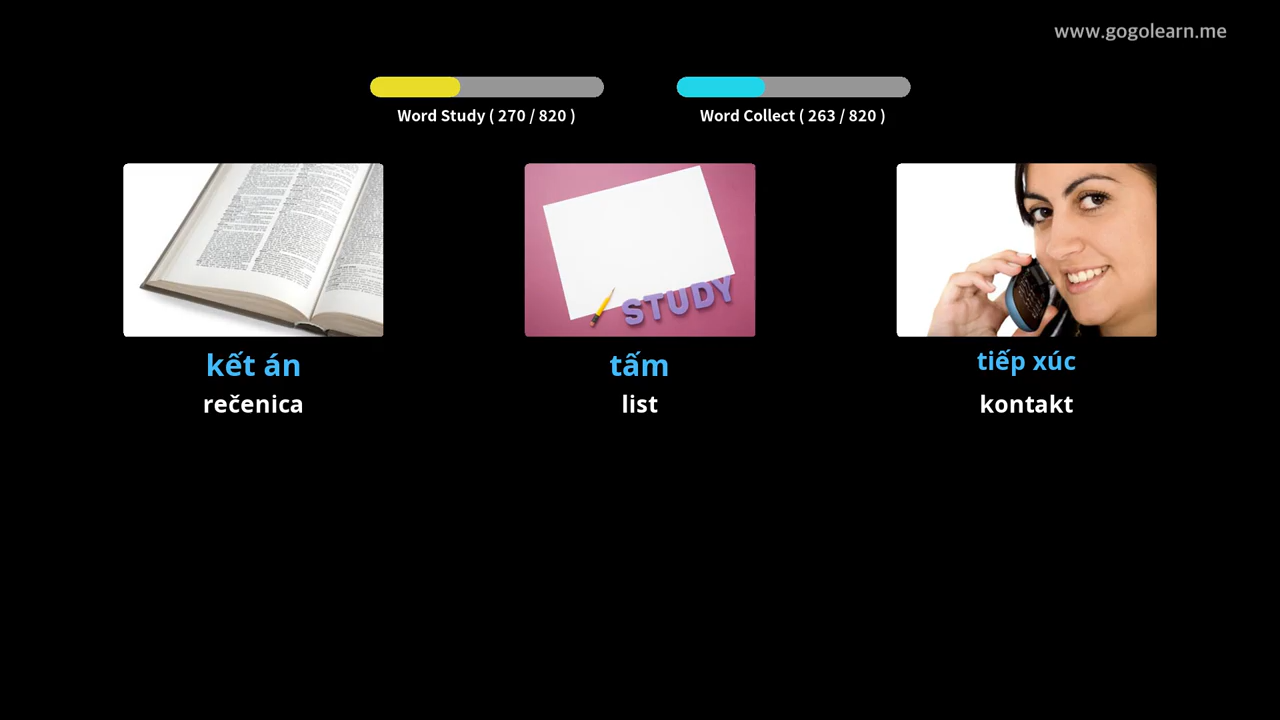 www.gogolearn.me
Word Study ( 270 / 820 )
Word Collect ( 263 / 820 )
STUDY
kết án
tấm
tiếp xúc
rečenica
list
kontakt